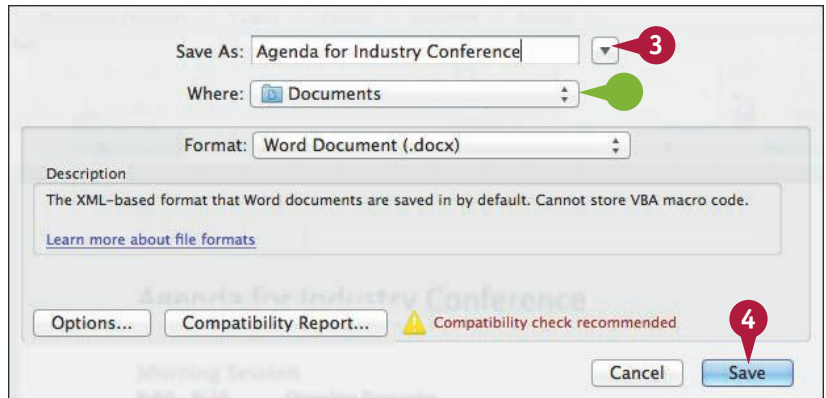 Save As: Agenda for Industry Conference
3
Where: Documents
Format: Word Document (.docx)
Description
The XML-based format that Word documents are saved in by default. Cannot store VBA macro code.
Learn more about file formats
Agenda for Industry Conference
Options... Compatibility Report... Compatibility check recommended
4
Morning Session
Cancel Save